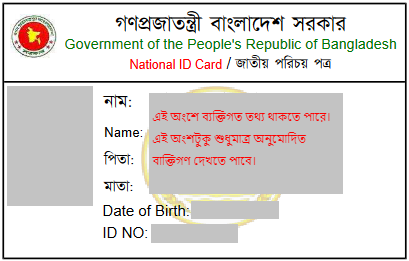 গণপ্রজাতন্ত্রী বাংলাদেশ সরকার
Government of the People's Republic of Bangladesh
National ID Card / জাতীয় পরিচয় পত্র
নাম:
এই অংশে ব্যক্তিগত তথ্য থাকতে পারে।
Name:
এই অংশটুকু শুধুমাত্র অনুমোদিত
পিতা:
ব্যক্তিগণ দেখতে পাবে।
মাতা:
Date of Birth:
ID NO: